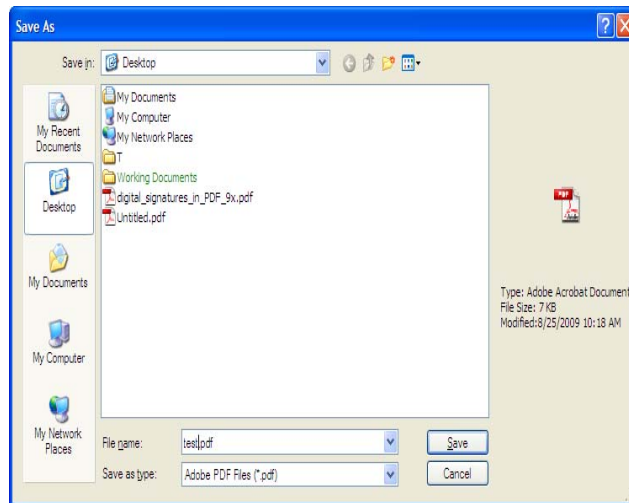 Save As
Save in:
Desktop
My Recent
Documents
Desktop
My Documents
My Computer
My Network
Places
My Documents
My Computer
My Network Places
T
Working Documents
digital_signatures_in_PDF_9x.pdf
Untitled.pdf
Type: Adobe Acrobat Document
File Size: 7 KB
Modified:8/25/2009 10:18 AM
File name:
test.pdf
Save
Save as type:
Adobe PDF Files (*.pdf)
Cancel